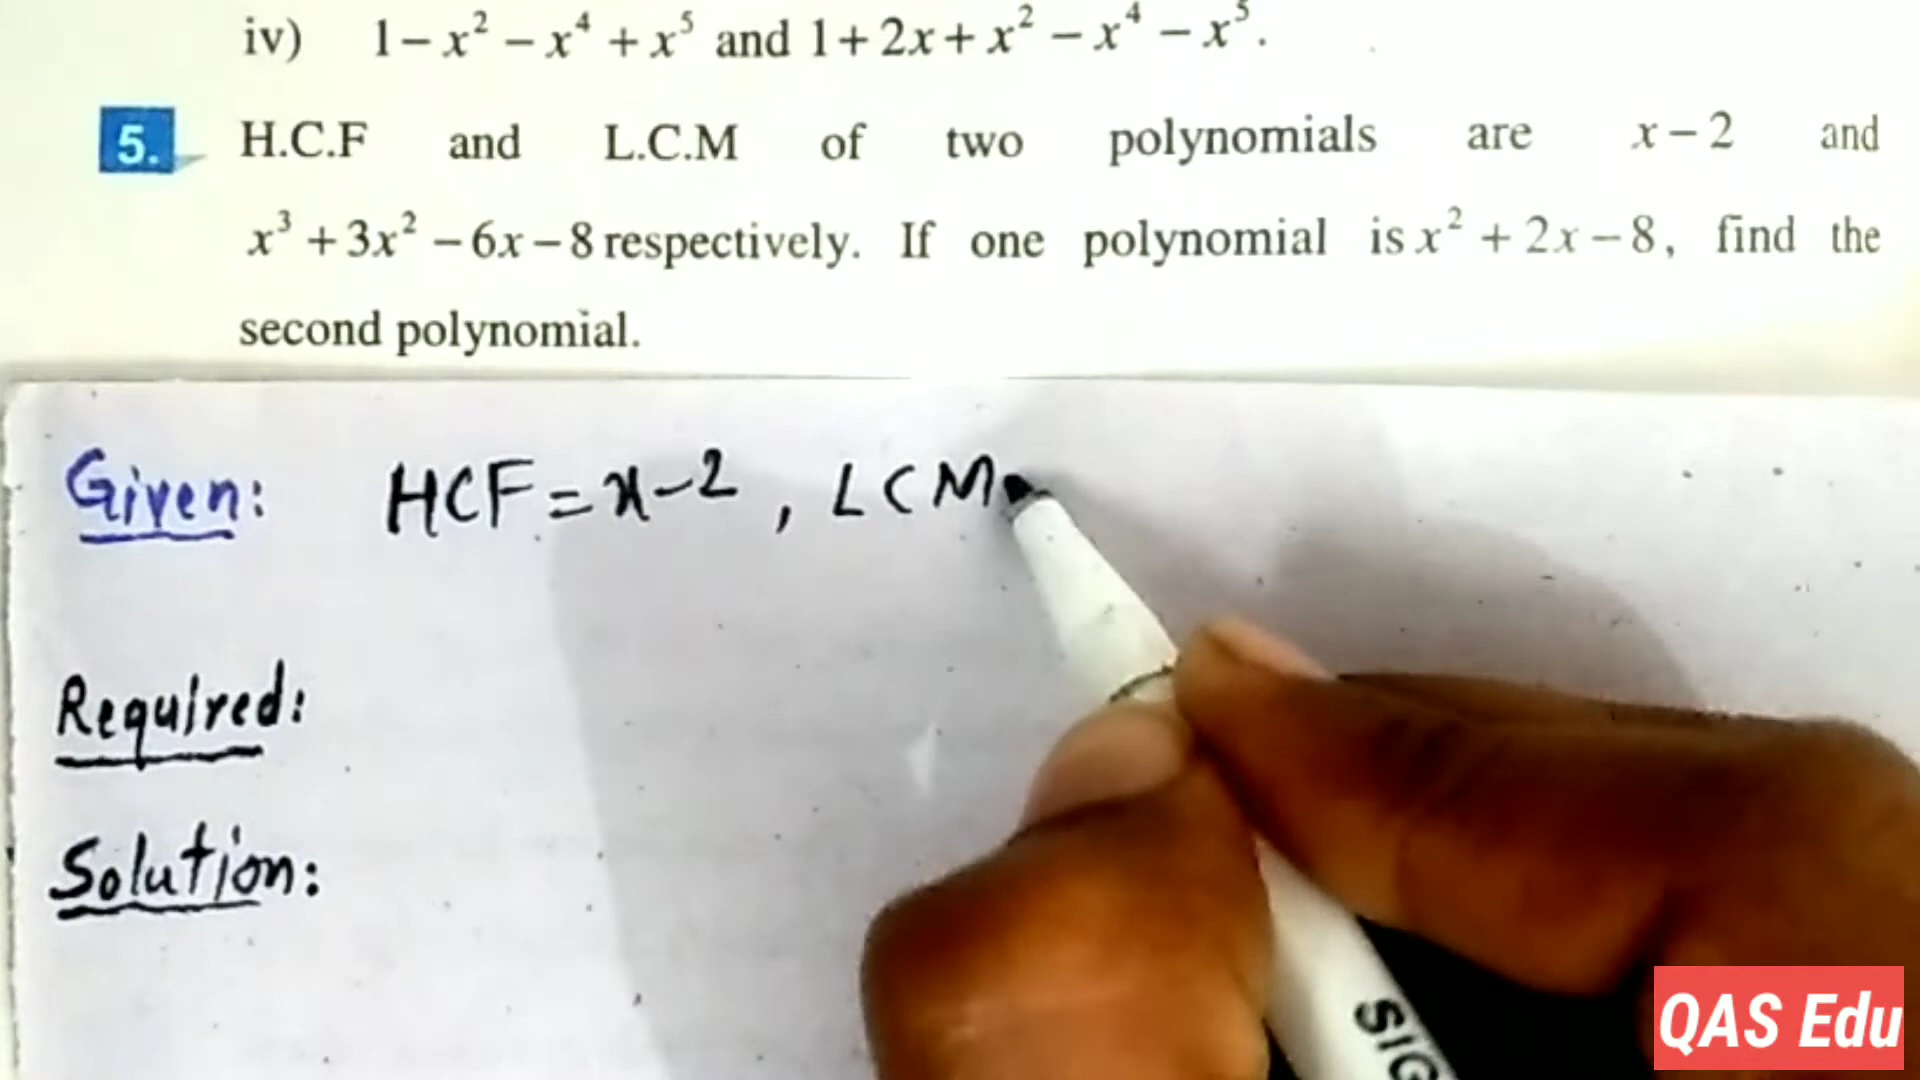 iv) 1 − x² − x⁴ + x⁵ and 1 + 2x + x² − x⁴ − x⁵.
5. H.C.F and L.C.M of two polynomials are x − 2 and
x³ + 3x² − 6x − 8 respectively. If one polynomial is x² + 2x − 8, find the
second polynomial.
Given: HCF = x − 2 , LCM
Required:
Solution:
SIG
QAS Edu